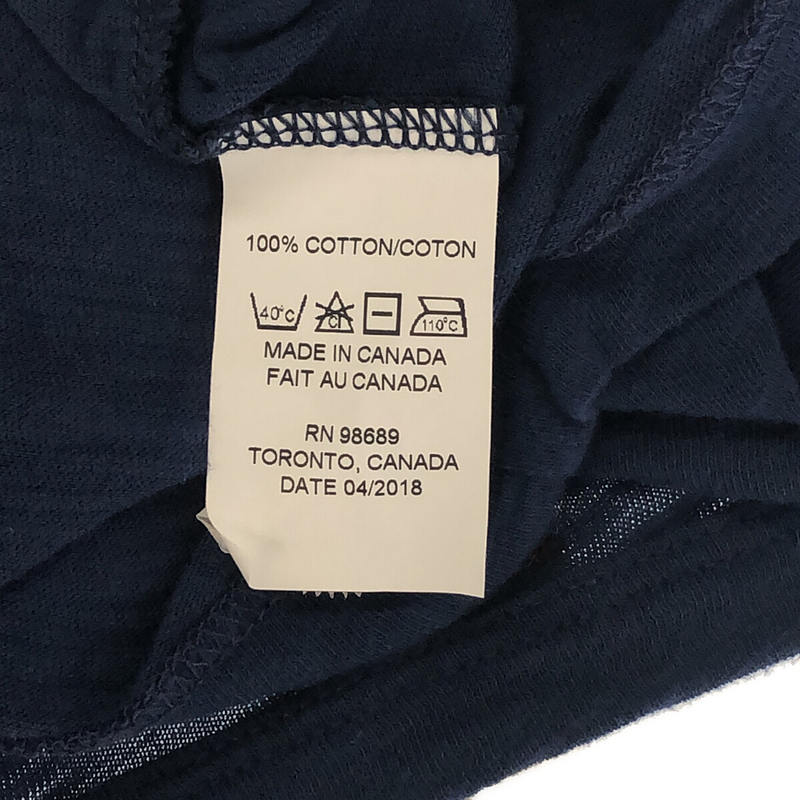 100% COTTON/COTON
40°C CL 110°C
MADE IN CANADA
FAIT AU CANADA
RN 98689
TORONTO, CANADA
DATE 04/2018